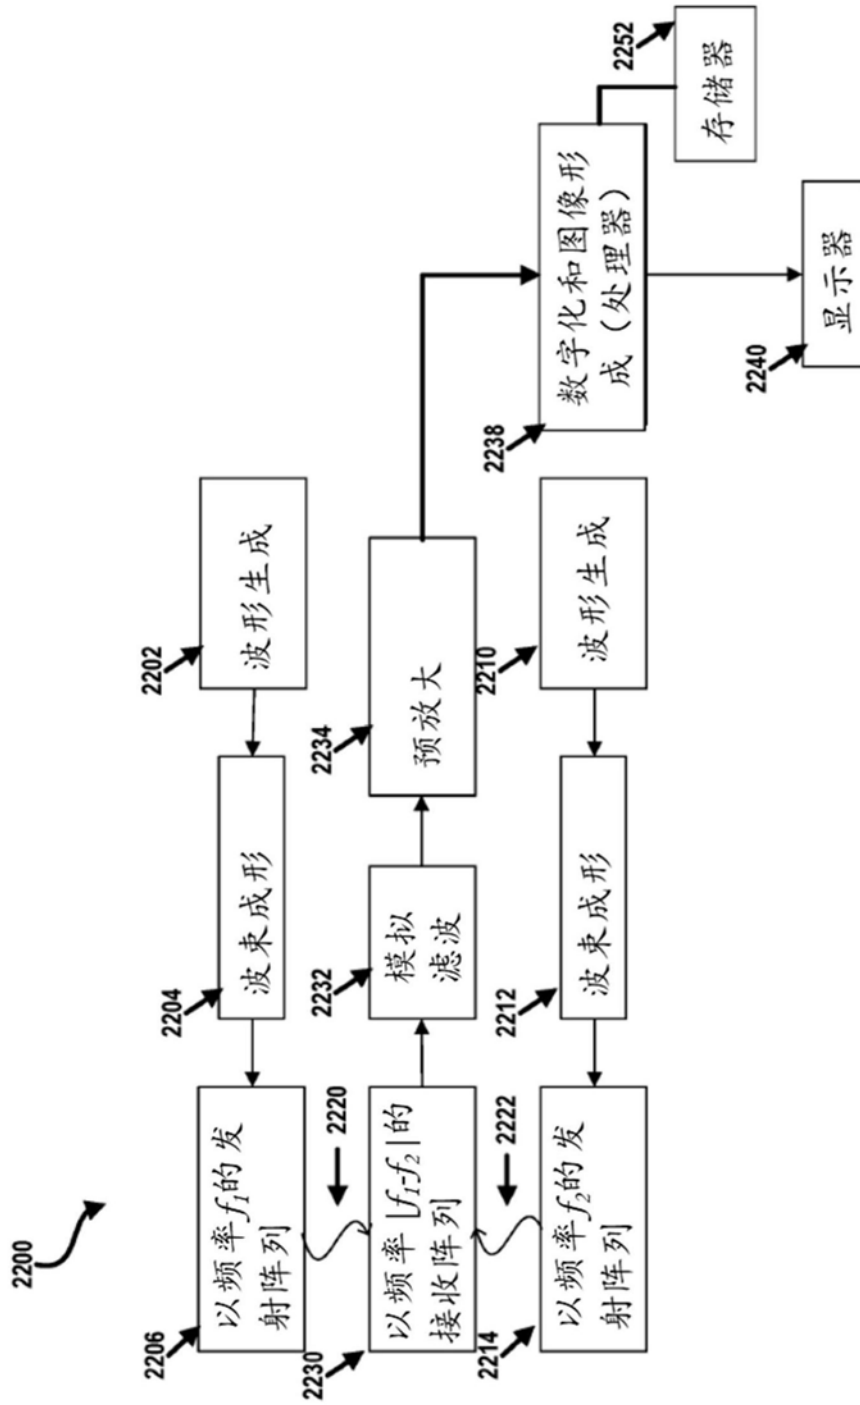 2200
2206
以频率f₁的发
射阵列
2204
波束成形
2202
波形生成
2220
2230
以频率|f₁-f₂|的
接收阵列
2232
模拟
滤波
2234
预放大
2222
2214
以频率f₂的发
射阵列
2212
波束成形
2210
波形生成
2238
数字化和图像形
成（处理器）
2252
存储器
2240
显示器